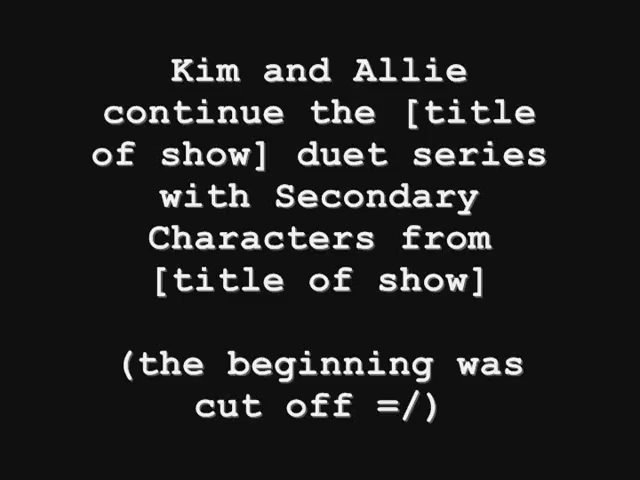 Kim and Allie
continue the [title
of show] duet series
with Secondary
Characters from
[title of show]
(the beginning was
cut off =/)